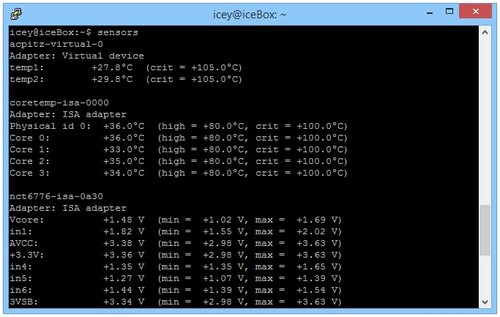 icey@iceBox: ~
icey@iceBox:~$ sensors
acpitz-virtual-0
Adapter: Virtual device
temp1:        +27.8°C  (crit = +105.0°C)
temp2:        +29.8°C  (crit = +105.0°C)
coretemp-isa-0000
Adapter: ISA adapter
Physical id 0:  +36.0°C  (high = +80.0°C, crit = +100.0°C)
Core 0:         +36.0°C  (high = +80.0°C, crit = +100.0°C)
Core 1:         +33.0°C  (high = +80.0°C, crit = +100.0°C)
Core 2:         +35.0°C  (high = +80.0°C, crit = +100.0°C)
Core 3:         +34.0°C  (high = +80.0°C, crit = +100.0°C)
nct6776-isa-0a30
Adapter: ISA adapter
Vcore:          +1.48 V  (min =  +1.02 V, max =  +1.69 V)
in1:            +1.82 V  (min =  +1.55 V, max =  +2.02 V)
AVCC:           +3.38 V  (min =  +2.98 V, max =  +3.63 V)
+3.3V:          +3.36 V  (min =  +2.98 V, max =  +3.63 V)
in4:            +1.35 V  (min =  +1.35 V, max =  +1.65 V)
in5:            +1.27 V  (min =  +1.07 V, max =  +1.39 V)
in6:            +1.44 V  (min =  +1.39 V, max =  +1.54 V)
3VSB:           +3.34 V  (min =  +2.98 V, max =  +3.63 V)